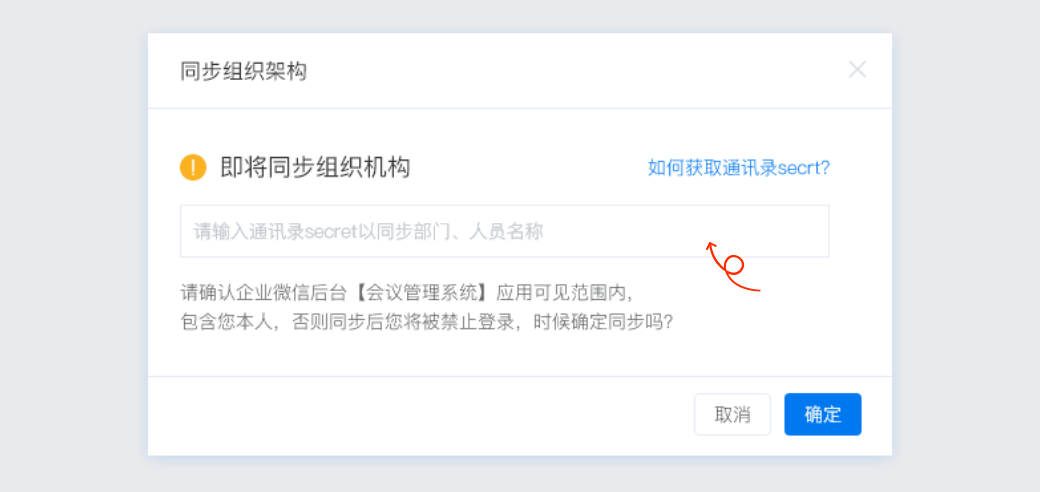 同步组织架构
即将同步组织机构
如何获取通讯录secrt?
请输入通讯录secret以同步部门、人员名称
请确认企业微信后台【会议管理系统】应用可见范围内，
包含您本人，否则同步后您将被禁止登录，时候确定同步吗？
取消
确定